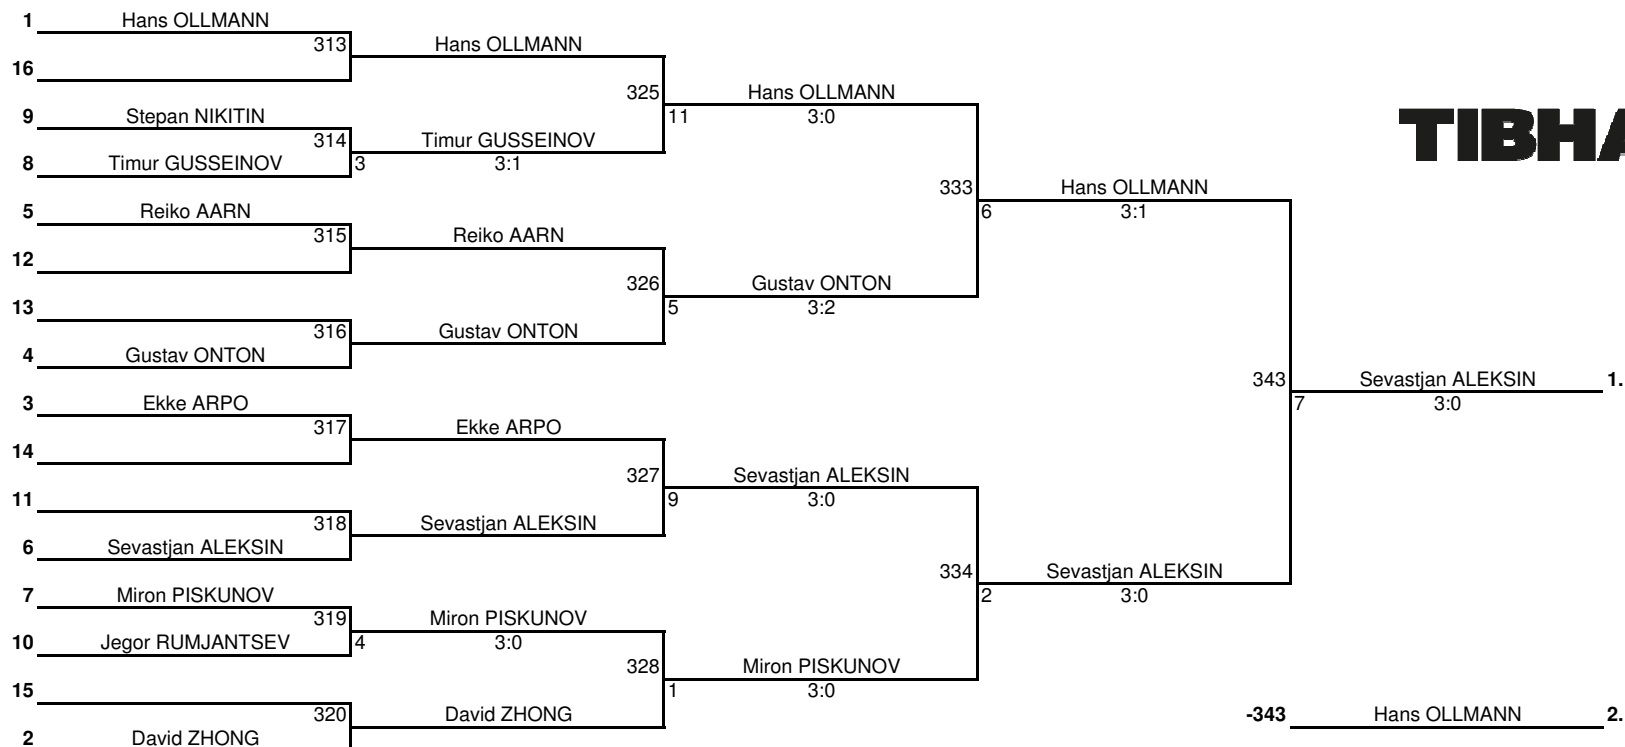 1 Hans OLLMANN
313 Hans OLLMANN
16
325 Hans OLLMANN
11 3:0
9 Stepan NIKITIN
314 Timur GUSSEINOV
8 Timur GUSSEINOV 3 3:1
333 Hans OLLMANN
6 3:1
5 Reiko AARN
315 Reiko AARN
12
326 Gustav ONTON
5 3:2
13
316 Gustav ONTON
4 Gustav ONTON
343 Sevastjan ALEKSIN 1.
7 3:0
3 Ekke ARPO
317 Ekke ARPO
14
327 Sevastjan ALEKSIN
9 3:0
11
318 Sevastjan ALEKSIN
6 Sevastjan ALEKSIN
334 Sevastjan ALEKSIN
2 3:0
7 Miron PISKUNOV
319 Miron PISKUNOV
10 Jegor RUMJANTSEV 4 3:0
328 Miron PISKUNOV
1 3:0
15
320 David ZHONG
2 David ZHONG
-343 Hans OLLMANN 2.
TIBHA